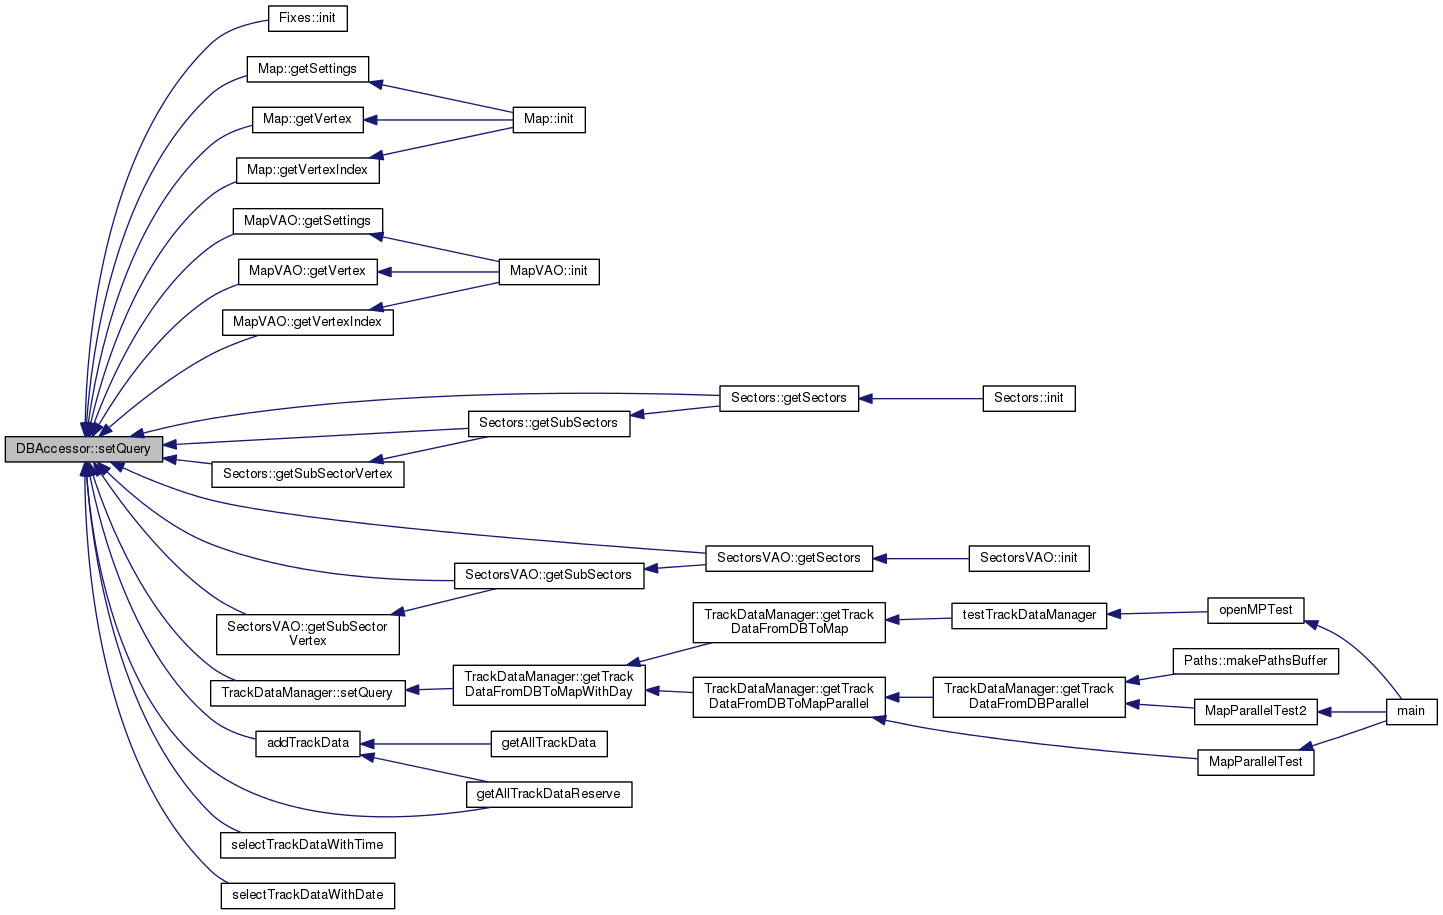 Fixes::init
Map::getSettings
Map::getVertex
Map::init
Map::getVertexIndex
MapVAO::getSettings
MapVAO::getVertex
MapVAO::init
MapVAO::getVertexIndex
Sectors::getSectors
Sectors::init
Sectors::getSubSectors
DBAccessor::setQuery
Sectors::getSubSectorVertex
SectorsVAO::getSectors
SectorsVAO::init
SectorsVAO::getSubSectors
SectorsVAO::getSubSector
Vertex
TrackDataManager::getTrack
DataFromDBToMap
testTrackDataManager
openMPTest
Paths::makePathsBuffer
TrackDataManager::setQuery
TrackDataManager::getTrack
DataFromDBToMapWithDay
TrackDataManager::getTrack
DataFromDBToMapParallel
TrackDataManager::getTrack
DataFromDBParallel
MapParallelTest2
main
addTrackData
getAllTrackData
MapParallelTest
getAllTrackDataReserve
selectTrackDataWithTime
selectTrackDataWithDate